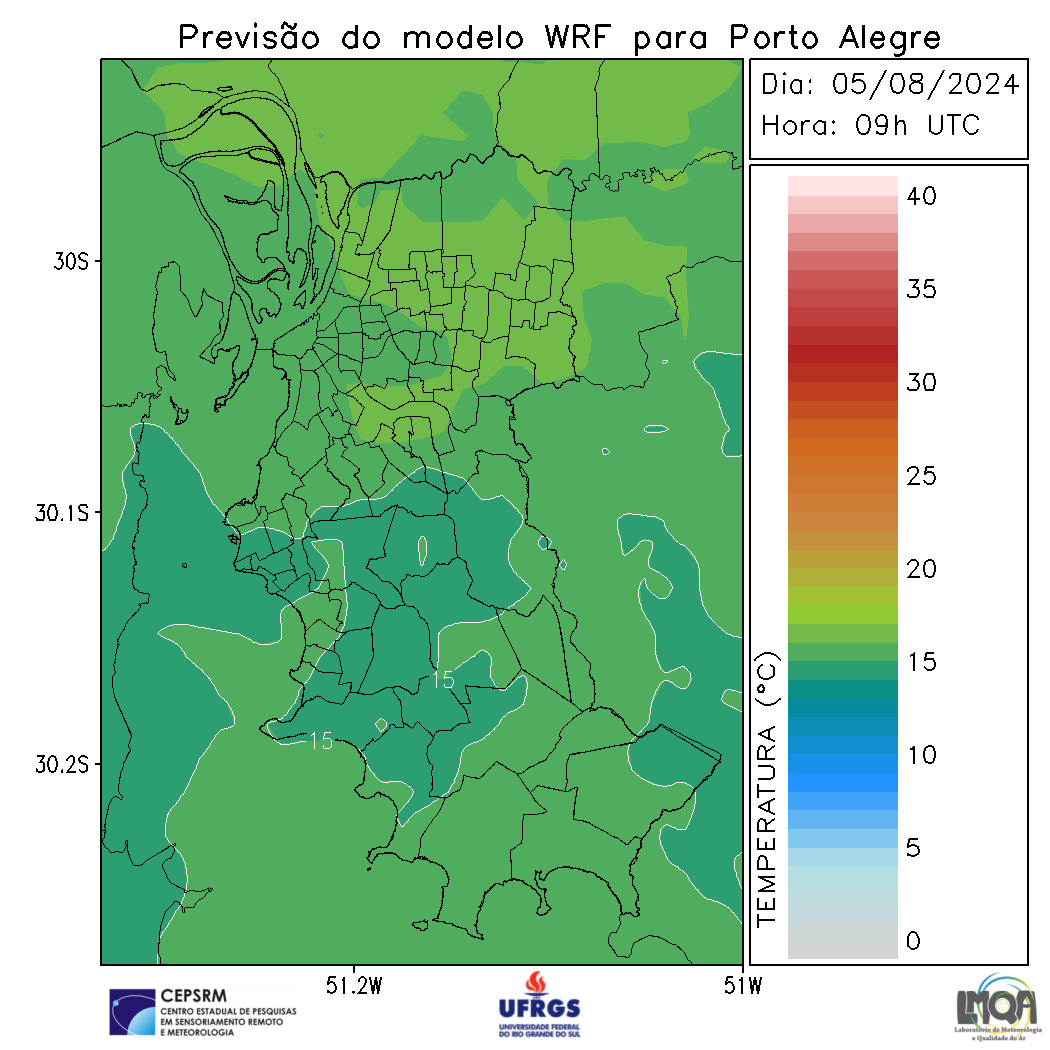 Previsão do modelo WRF para Porto Alegre
Dia: 05/08/2024
Hora: 09h UTC
40
35
30
25
20
15
10
5
0
TEMPERATURA (°C)
30S
30.1S
30.2S
15
15
51.2W
51W
CEPSRM
CENTRO ESTADUAL DE PESQUISAS
EM SENSORIAMENTO REMOTO
E METEOROLOGIA
UFRGS
UNIVERSIDADE FEDERAL
DO RIO GRANDE DO SUL
LMQA
Laboratório de Meteorologia
e Qualidade do Ar